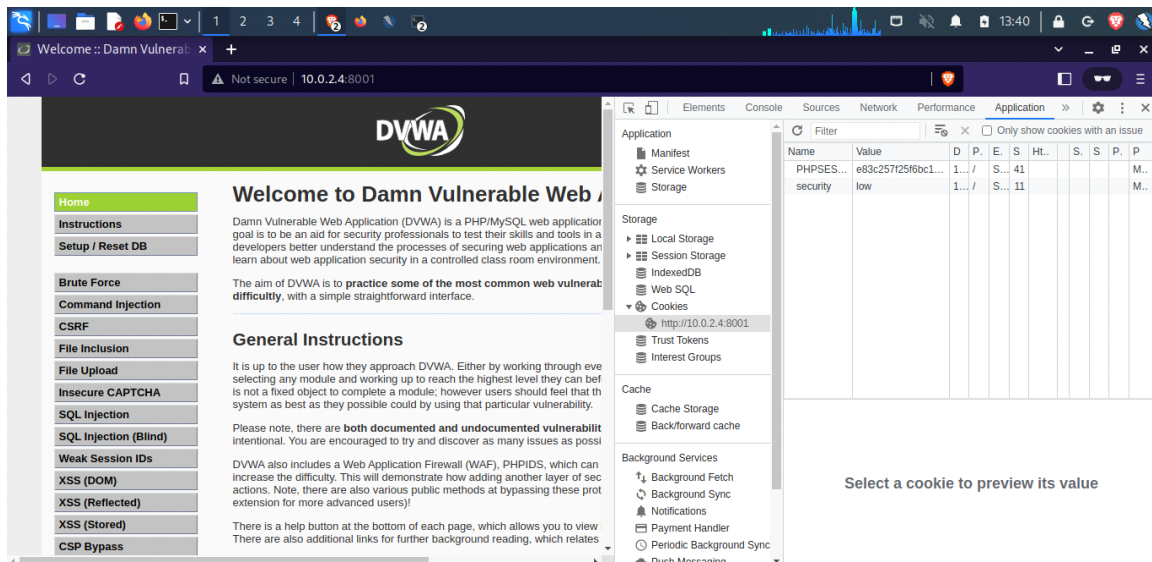 1 2 3 4 2 2 13:40
Welcome :: Damn Vulnerab
Not secure 10.0.2.4:8001
DVWA
Home
Instructions
Setup / Reset DB
Brute Force
Command Injection
CSRF
File Inclusion
File Upload
Insecure CAPTCHA
SQL Injection
SQL Injection (Blind)
Weak Session IDs
XSS (DOM)
XSS (Reflected)
XSS (Stored)
CSP Bypass
Welcome to Damn Vulnerable Web A
Damn Vulnerable Web Application (DVWA) is a PHP/MySQL web application
goal is to be an aid for security professionals to test their skills and tools in a
developers better understand the processes of securing web applications an
learn about web application security in a controlled class room environment.
The aim of DVWA is to practice some of the most common web vulnerab
difficultly, with a simple straightforward interface.
General Instructions
It is up to the user how they approach DVWA. Either by working through eve
selecting any module and working up to reach the highest level they can bef
is not a fixed object to complete a module; however users should feel that th
system as best as they possible could by using that particular vulnerability.
Please note, there are both documented and undocumented vulnerabilit
intentional. You are encouraged to try and discover as many issues as possi
DVWA also includes a Web Application Firewall (WAF), PHPIDS, which can
increase the difficulty. This will demonstrate how adding another layer of sec
actions. Note, there are also various public methods at bypassing these prot
extension for more advanced users)!
There is a help button at the bottom of each page, which allows you to view
There are also additional links for further background reading, which relates
Elements Console Sources Network Performance Application »
Application
Manifest
Service Workers
Storage
Storage
Local Storage
Session Storage
IndexedDB
Web SQL
Cookies
http://10.0.2.4:8001
Trust Tokens
Interest Groups
Cache
Cache Storage
Back/forward cache
Background Services
Background Fetch
Background Sync
Notifications
Payment Handler
Periodic Background Sync
Push Messaging
Filter Only show cookies with an issue
Name Value D P. E. S Ht.. S. S P. P
PHPSES... e83c257f25f6bc1... 1... / S... 41 M..
security low 1... / S... 11 M..
Select a cookie to preview its value